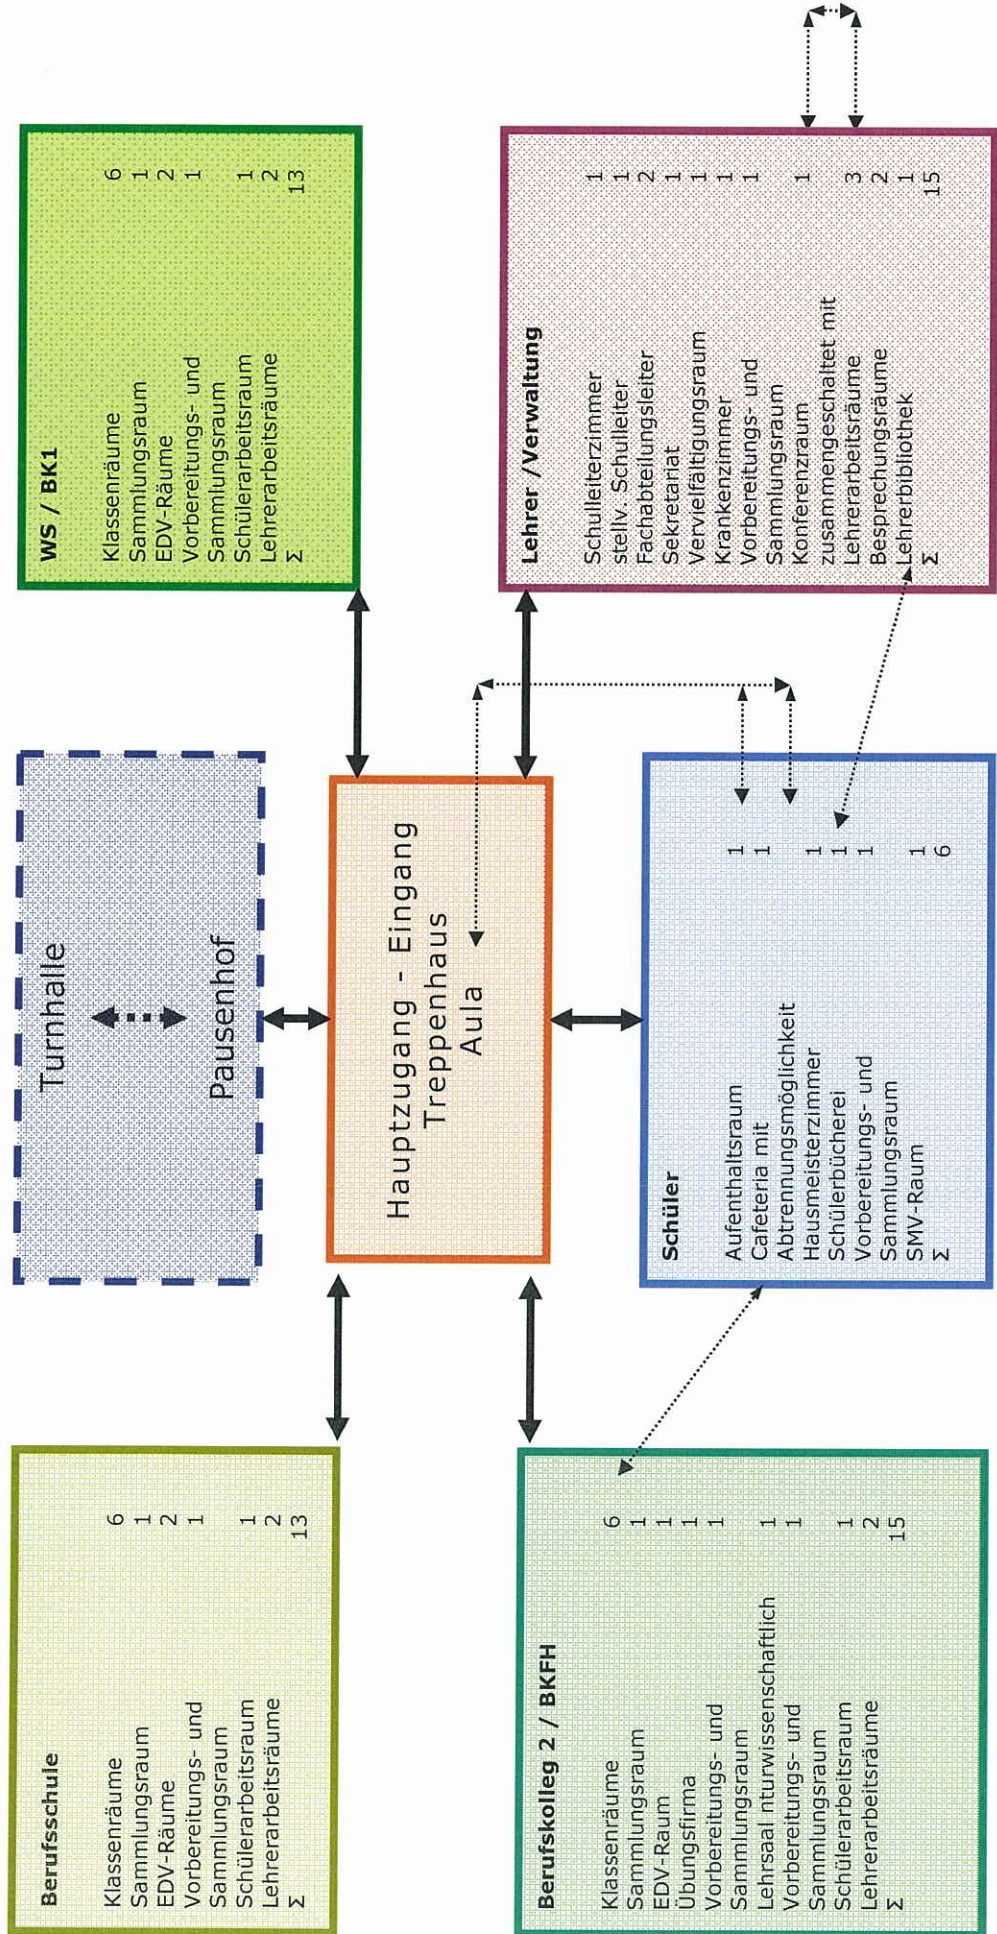 Berufsschule
Klassenräume 6
Sammlungsraum 1
EDV-Räume 2
Vorbereitungs- und 1
Sammlungsraum
Schülerarbeitsraum 1
Lehrerarbeitsräume 2
Σ 13
Turnhalle
Pausenhof
WS / BK1
Klassenräume 6
Sammlungsraum 1
EDV-Räume 2
Vorbereitungs- und 1
Sammlungsraum
Schülerarbeitsraum 1
Lehrerarbeitsräume 2
Σ 13
Hauptzugang - Eingang
Treppenhaus
Aula
Berufskolleg 2 / BKFH
Klassenräume 6
Sammlungsraum 1
EDV-Raum 1
Übungsfirma 1
Vorbereitungs- und 1
Sammlungsraum
Lehrsaal nturwissenschaftlich 1
Vorbereitungs- und 1
Sammlungsraum
Schülerarbeitsraum 1
Lehrerarbeitsräume 2
Σ 15
Schüler
Aufenthaltsraum 1
Cafeteria mit 1
Abtrennungsmöglichkeit
Hausmeisterzimmer 1
Schülerbücherei 1
Vorbereitungs- und 1
Sammlungsraum
SMV-Raum 1
Σ 6
Lehrer /Verwaltung
Schulleiterzimmer 1
stellv. Schulleiter 1
Fachabteilungsleiter 2
Sekretariat 1
Vervielfältigungsraum 1
Krankenzimmer 1
Vorbereitungs- und 1
Sammlungsraum
Konferenzraum 1
zusammengeschaltet mit
Lehrerarbeitsräume 3
Besprechungsräume 2
Lehrerbibliothek 1
Σ 15